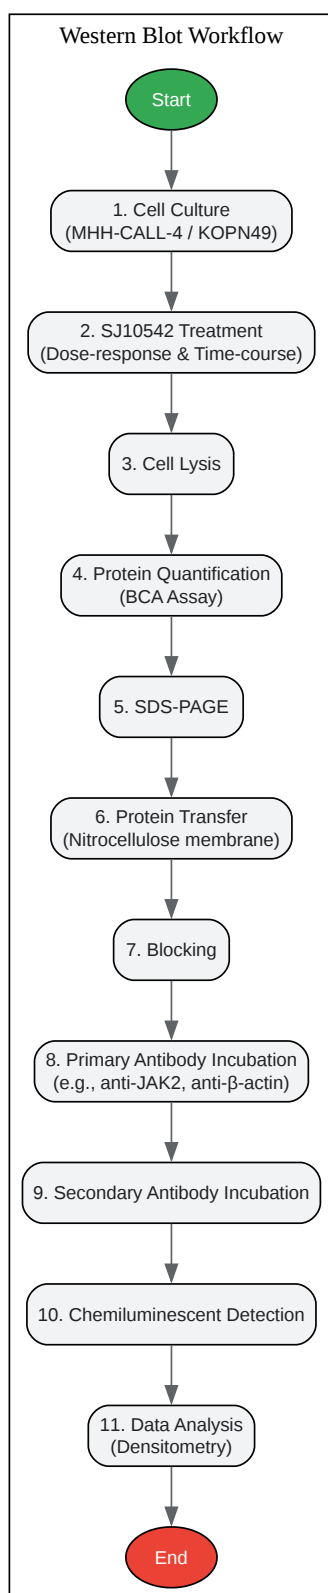 Western Blot Workflow
Start
1. Cell Culture
(MHH-CALL-4 / KOPN49)
2. SJ10542 Treatment
(Dose-response & Time-course)
3. Cell Lysis
4. Protein Quantification
(BCA Assay)
5. SDS-PAGE
6. Protein Transfer
(Nitrocellulose membrane)
7. Blocking
8. Primary Antibody Incubation
(e.g., anti-JAK2, anti-β-actin)
9. Secondary Antibody Incubation
10. Chemiluminescent Detection
11. Data Analysis
(Densitometry)
End